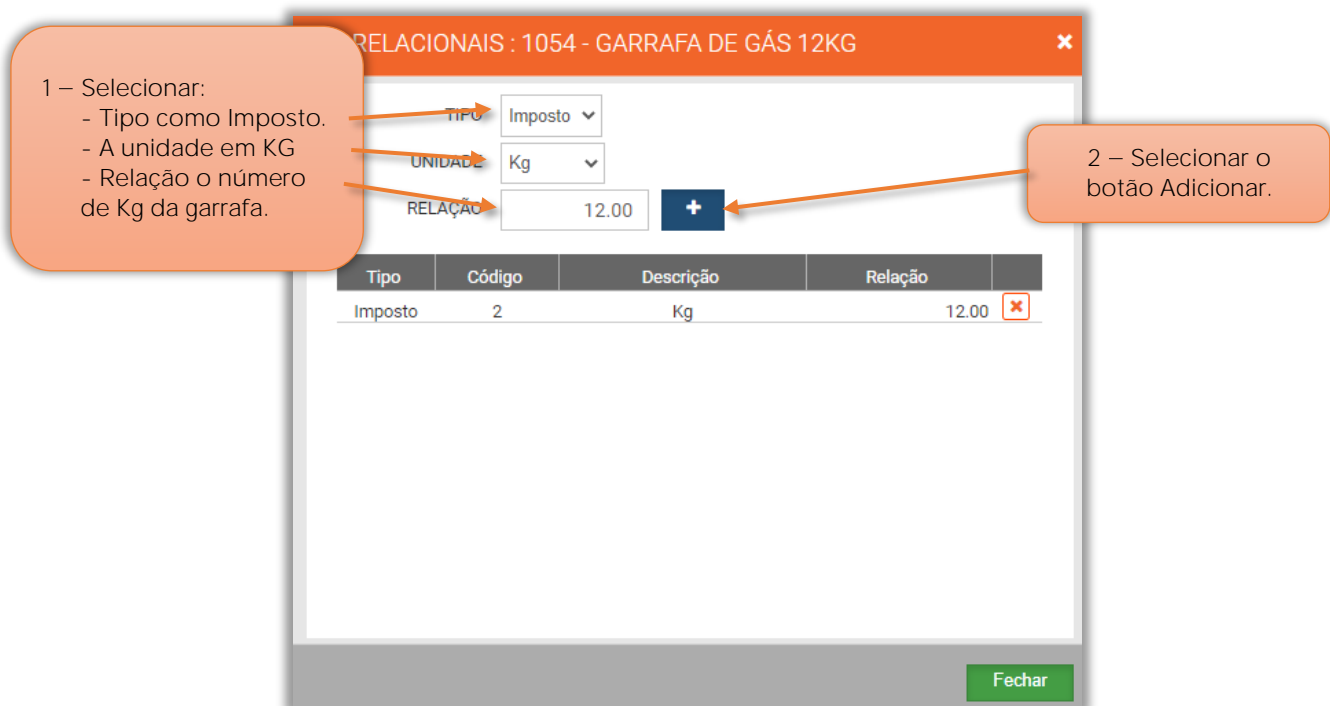 RELACIONAIS : 1054 - GARRAFA DE GÁS 12KG
1 – Selecionar:
- Tipo como Imposto.
- A unidade em KG
- Relação o número
de Kg da garrafa.
TIPO Imposto
UNIDADE Kg
RELAÇÃO 12.00 +
2 – Selecionar o
botão Adicionar.
Tipo Código Descrição Relação
Imposto 2 Kg 12.00
Fechar